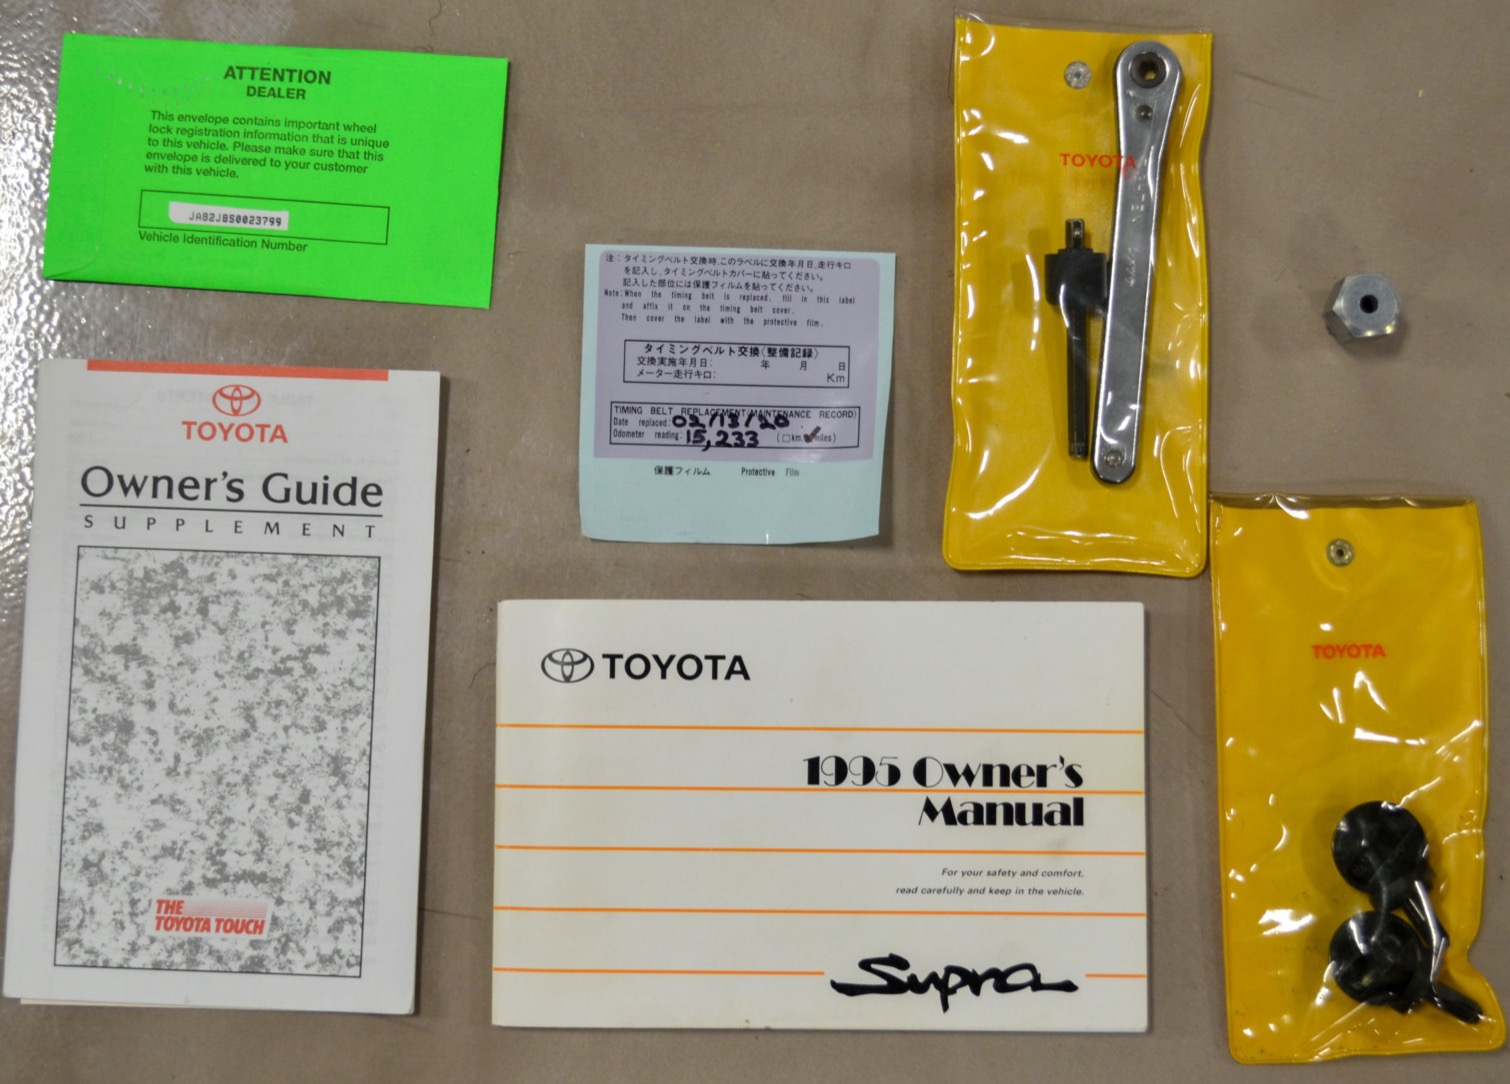 ATTENTION
DEALER
This envelope contains important wheel
lock registration information that is unique
to this vehicle. Please make sure that this
envelope is delivered to your customer
with this vehicle.
JA82J8S0023799
Vehicle Identification Number
TOYOTA
Owner's Guide
SUPPLEMENT
THE
TOYOTA TOUCH
注：タイミングベルト交換時、このラベルに交換年月日、走行キロ
を記入し、タイミングベルトカバーに貼ってください。
記入した部位には保護フィルムを貼ってください。
Note: When the timing belt is replaced. fill in this label
and affix it on the timing belt cover.
Then cover the label with the protective film.
タイミングベルト交換〈整備記録〉
交換実施年月日： 年 月 日
メーター走行キロ： Km
TIMING BELT REPLACEMENT(MAINTENANCE RECORD)
Date replaced: 02/13/20
Odometer reading: 15,233 (□km. miles)
保護フィルム Protective Film
TOYOTA
1995 Owner's
Manual
For your safety and comfort,
read carefully and keep in the vehicle.
Supra
TOYOTA
TOYOTA